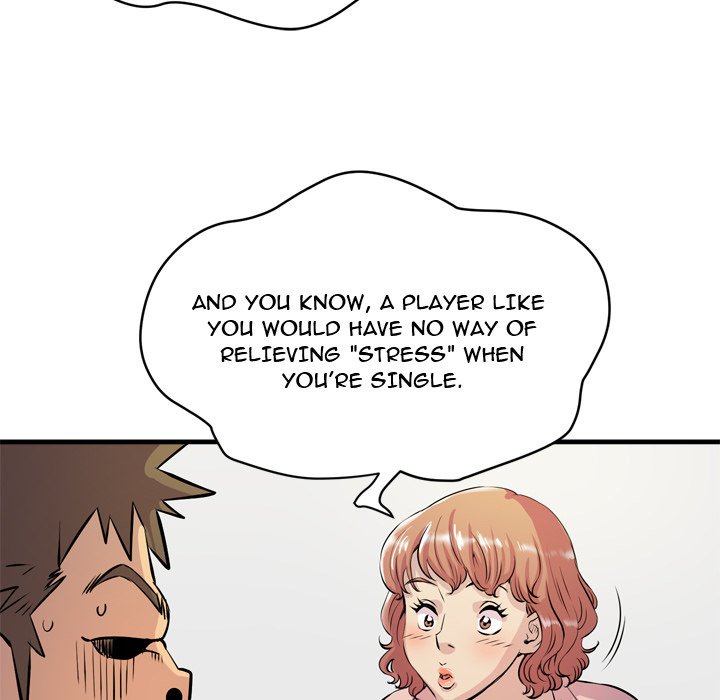 AND YOU KNOW, A PLAYER LIKE
YOU WOULD HAVE NO WAY OF
RELIEVING "STRESS" WHEN
YOU'RE SINGLE.